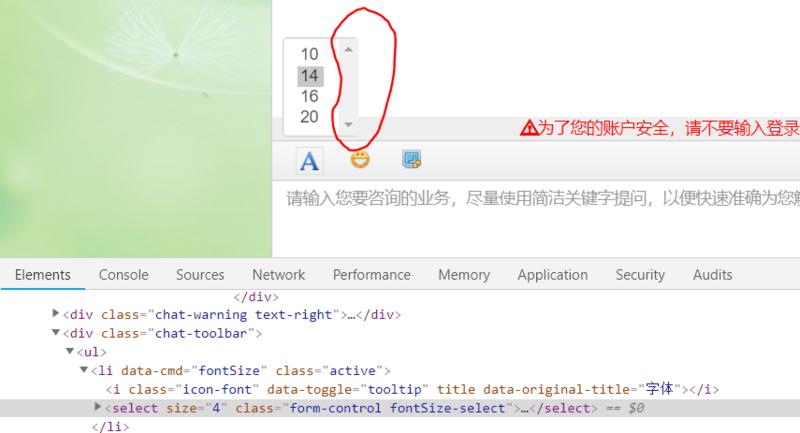 10
14
16
20
为了您的账户安全，请不要输入登录
A
请输入您要咨询的业务，尽量使用简洁关键字提问，以便快速准确为您解
Elements Console Sources Network Performance Memory Application Security Audits
</div>
<div class="chat-warning text-right">…</div>
<div class="chat-toolbar">
<ul>
<li data-cmd="fontSize" class="active">
<i class="icon-font" data-toggle="tooltip" title data-original-title="字体"></i>
<select size="4" class="form-control fontSize-select">…</select> == $0
</li>